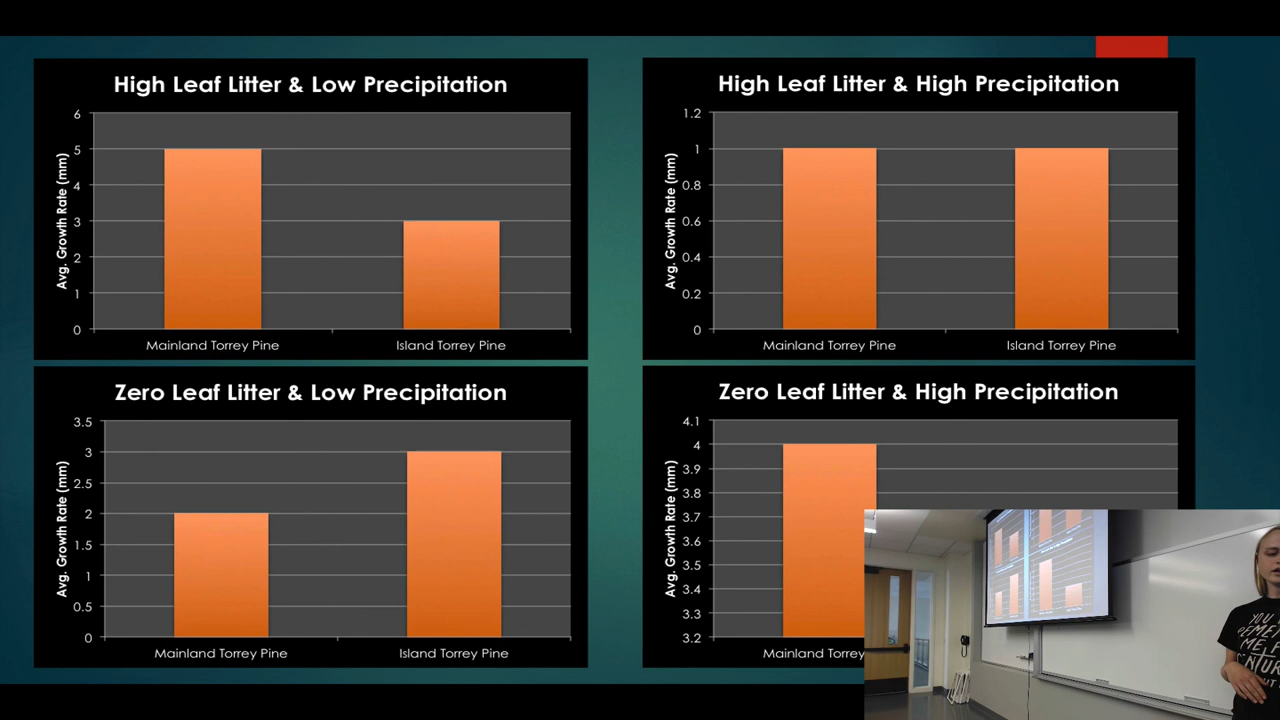 High Leaf Litter & Low Precipitation
6
5
4
3
2
1
0
Avg. Growth Rate (mm)
Mainland Torrey Pine
Island Torrey Pine
High Leaf Litter & High Precipitation
1.2
1
0.8
0.6
0.4
0.2
0
Avg. Growth Rate (mm)
Mainland Torrey Pine
Island Torrey Pine
Zero Leaf Litter & Low Precipitation
3.5
3
2.5
2
1.5
1
0.5
0
Avg. Growth Rate (mm)
Mainland Torrey Pine
Island Torrey Pine
Zero Leaf Litter & High Precipitation
4.1
4
3.9
3.8
3.7
3.6
3.5
3.4
3.3
3.2
Avg. Growth Rate (mm)
Mainland Torrey